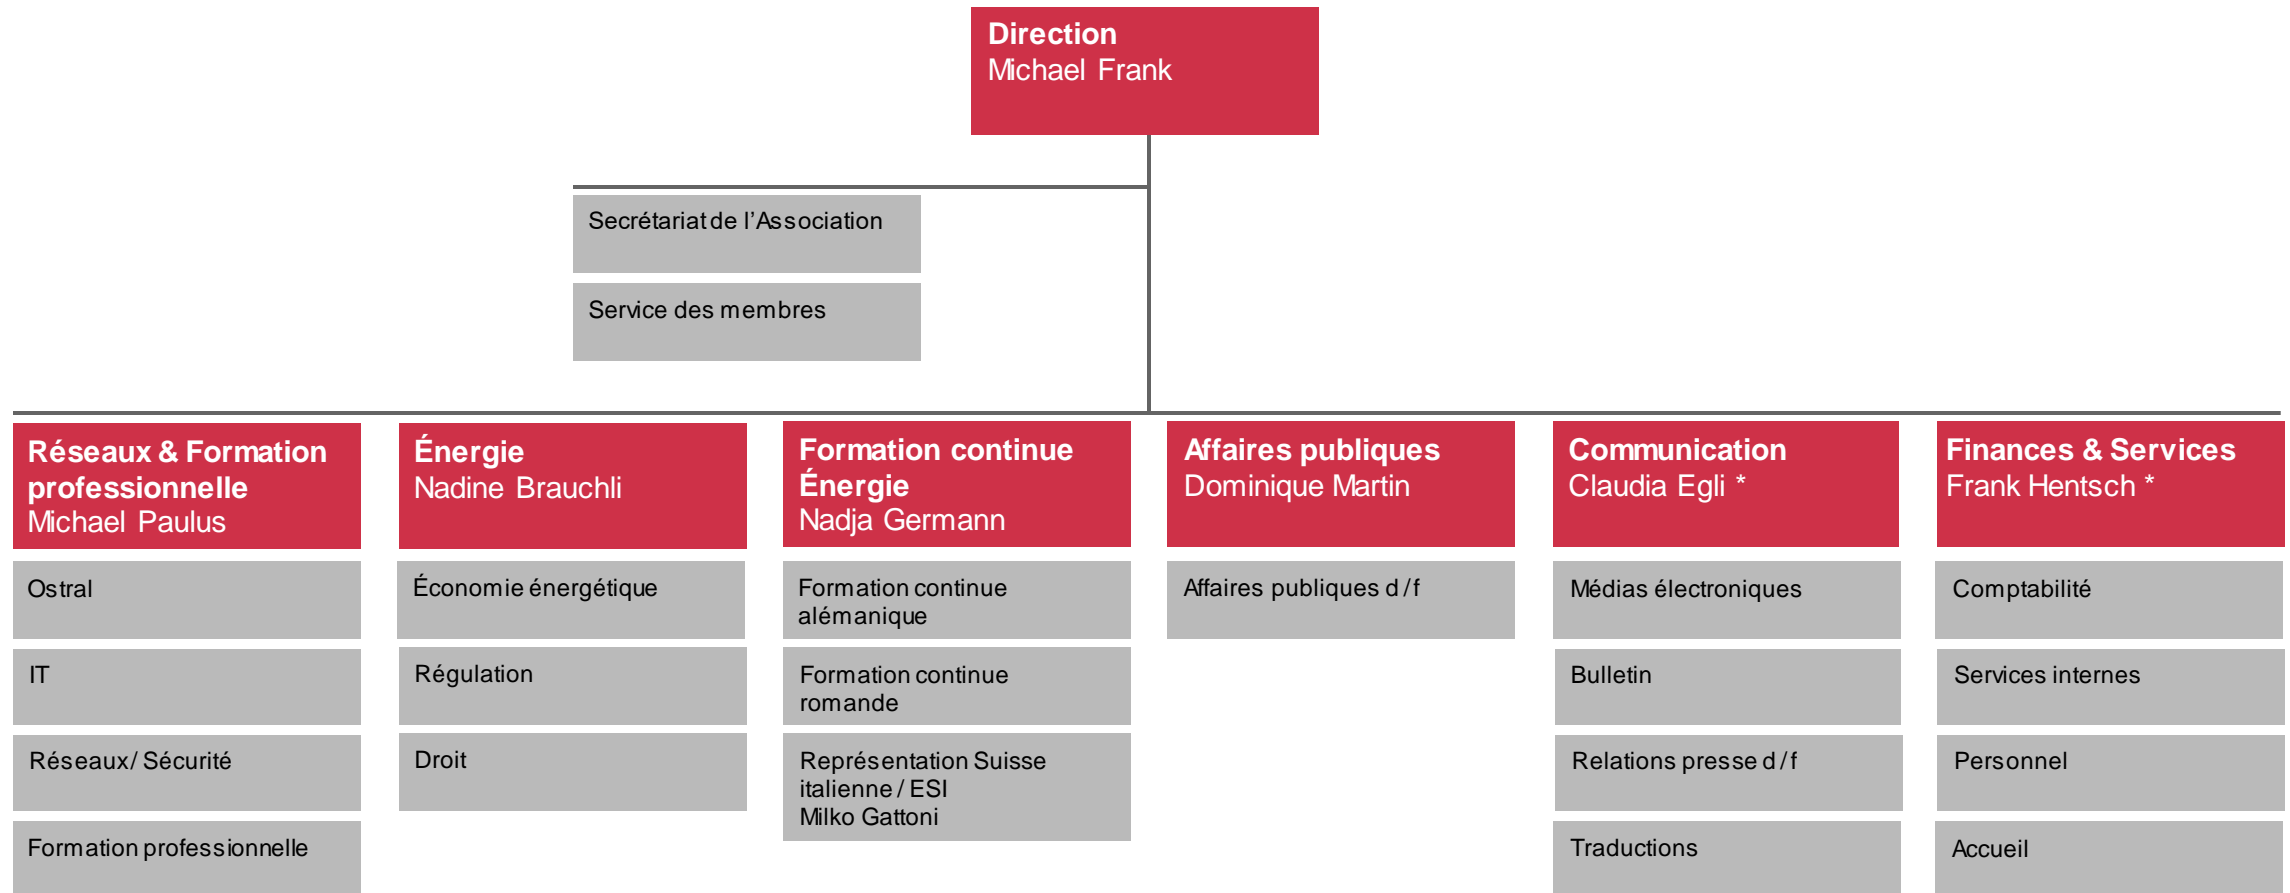 Direction
Michael Frank
Secrétariat de l’Association
Service des membres
Réseaux & Formation
professionnelle
Michael Paulus
Ostral
IT
Réseaux / Sécurité
Formation professionnelle
Énergie
Nadine Brauchli
Économie énergétique
Régulation
Droit
Formation continue
Énergie
Nadja Germann
Formation continue
alémanique
Formation continue
romande
Représentation Suisse
italienne / ESI
Milko Gattoni
Affaires publiques
Dominique Martin
Affaires publiques d / f
Communication
Claudia Egli *
Médias électroniques
Bulletin
Relations presse d / f
Traductions
Finances & Services
Frank Hentsch *
Comptabilité
Services internes
Personnel
Accueil